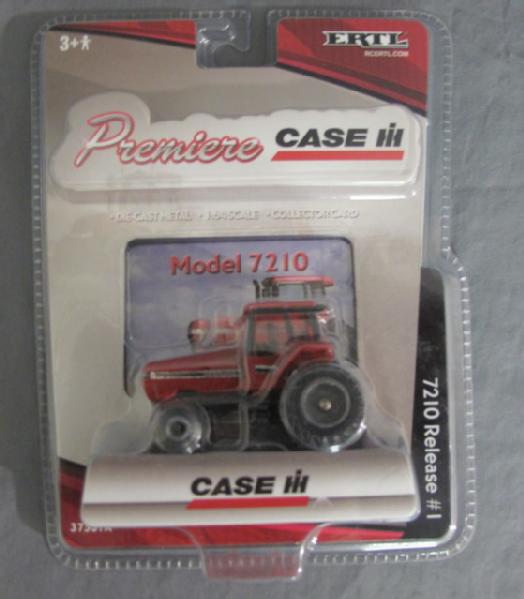 3+
ERTL
RCERTL.COM
Premiere CASE IH
• DIE-CAST METAL • 1:64 SCALE • COLLECTOR CARD
Model 7210
7210 Release # 1
CASE IH